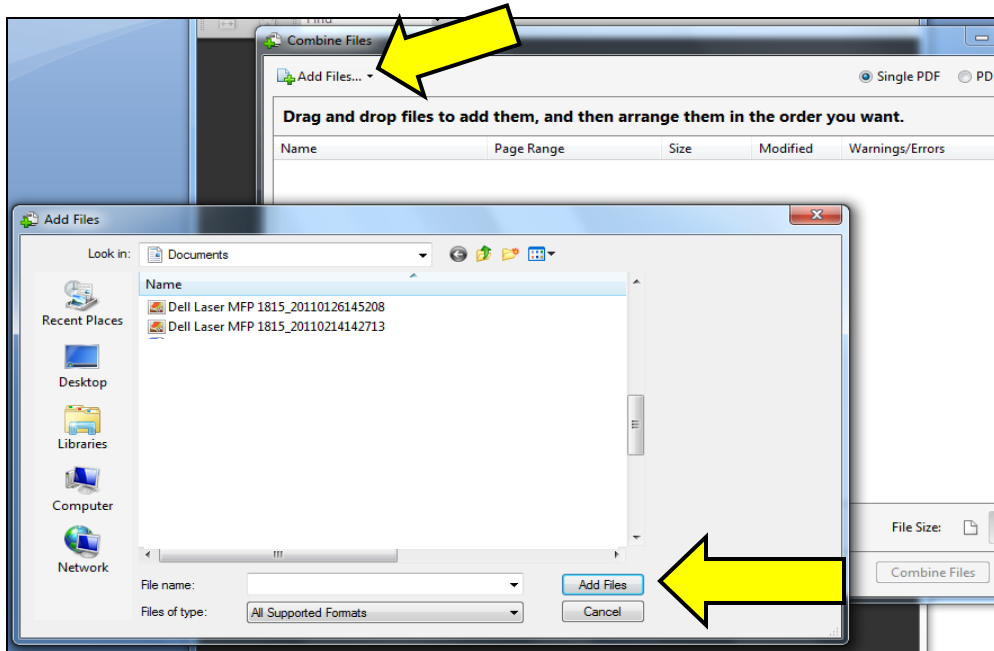 Find
Combine Files
Add Files...
Single PDF PD
Drag and drop files to add them, and then arrange them in the order you want.
Name Page Range Size Modified Warnings/Errors
Add Files
Look in: Documents
Name
Dell Laser MFP 1815_20110126145208
Dell Laser MFP 1815_20110214142713
Recent Places
Desktop
Libraries
Computer
Network
File name: Add Files
Files of type: All Supported Formats Cancel
File Size:
Combine Files